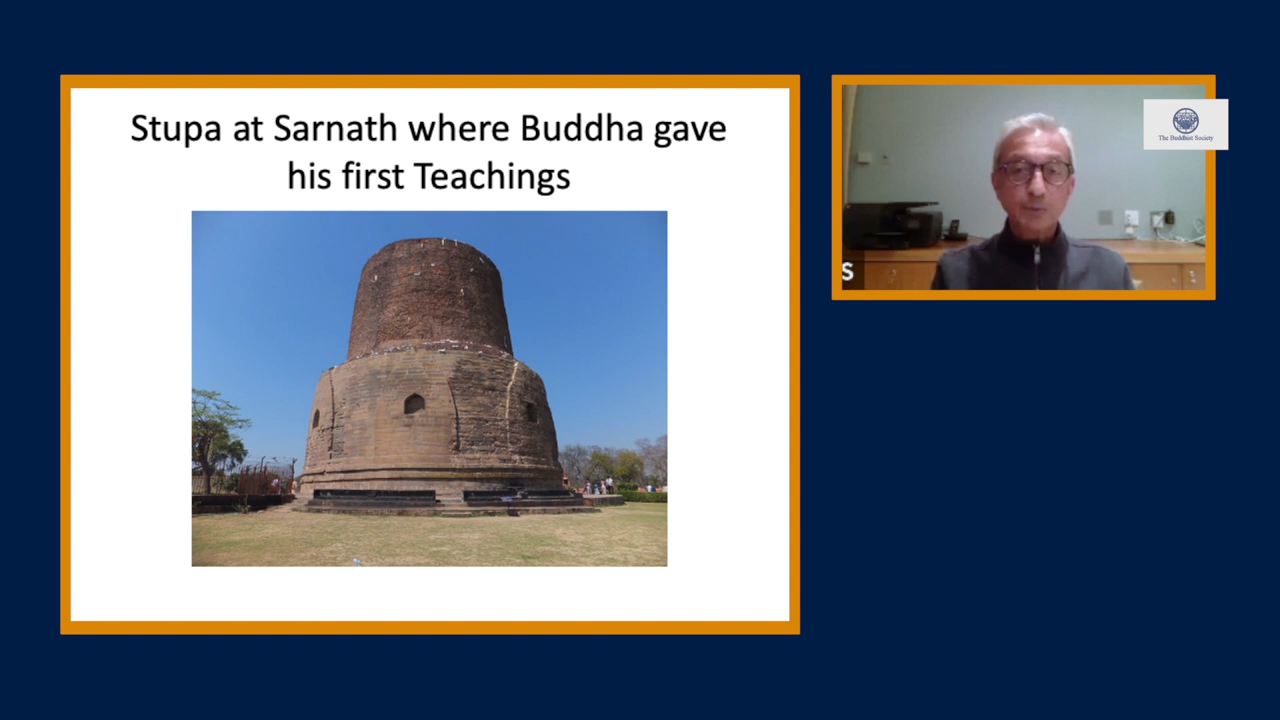 Stupa at Sarnath where Buddha gave
his first Teachings
The Buddhist Society
S